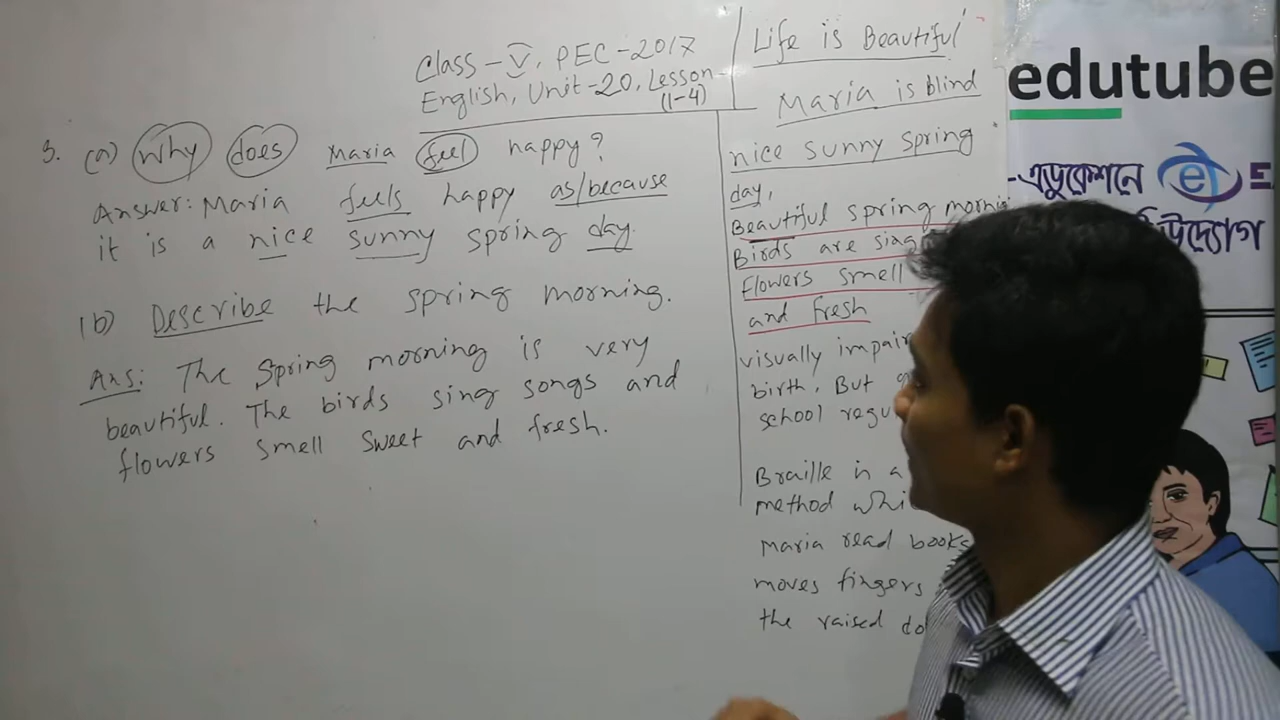 Class - V, PEC-2017
English, Unit-20, Lesson
(1-4)
3. (a) Why does Maria feel happy?
Answer: Maria feels happy as/because
it is a nice sunny spring day.
(b) Describe the spring morning.
Ans: The spring morning is very
beautiful. The birds sing songs and
flowers smell sweet and fresh.
Life is Beautiful
Maria is blind
nice sunny spring
day,
Beautiful spring
Birds are
flowers smell
and fresh
visually
birth. But
school
Braille is a
method
Maria read books
moves fingers
the raised
edutube
-এডুকেশনে
উদ্যোগ